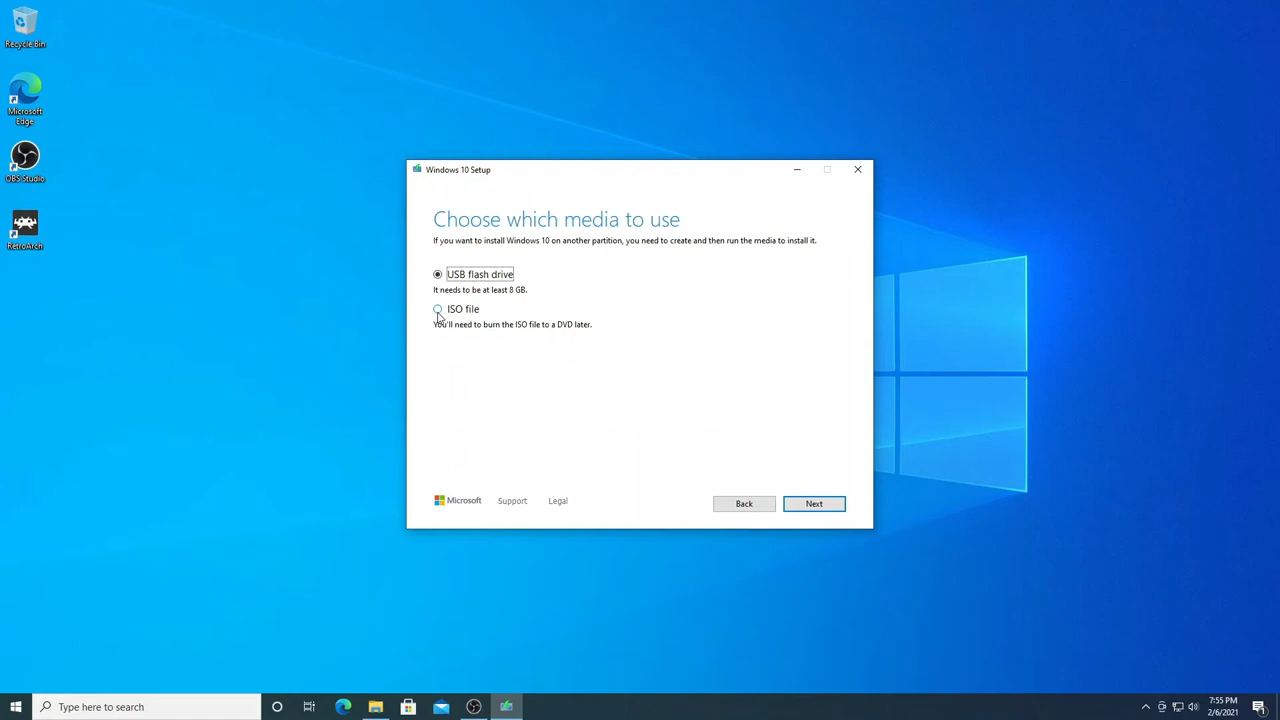 Recycle Bin
Microsoft
Edge
OBS Studio
RetroArch
Windows 10 Setup
Choose which media to use
If you want to install Windows 10 on another partition, you need to create and then run the media to install it.
USB flash drive
It needs to be at least 8 GB.
ISO file
You'll need to burn the ISO file to a DVD later.
Microsoft Support Legal
Back Next
Type here to search
7:55 PM
2/6/2021
1